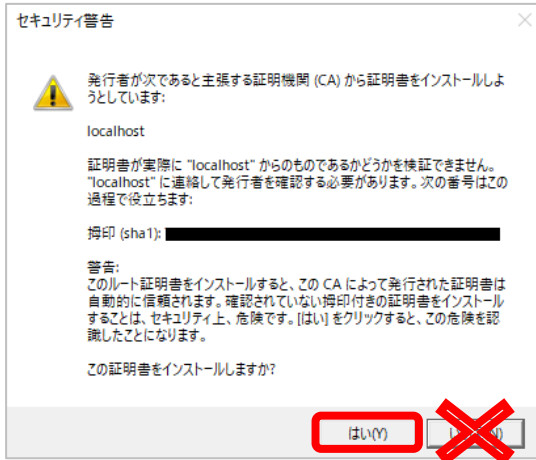 セキュリティ警告
発行者が次であると主張する証明機関 (CA) から証明書をインストールしよ
うとしています:
localhost
証明書が実際に "localhost" からのものであるかどうかを検証できません。
"localhost" に連絡して発行者を確認する必要があります。次の番号はこの
過程で役立ちます:
拇印 (sha1):
警告:
このルート証明書をインストールすると、この CA によって発行された証明書は
自動的に信頼されます。確認されていない拇印付きの証明書をインストール
することは、セキュリティ上、危険です。[はい] をクリックすると、この危険を認
識したことになります。
この証明書をインストールしますか?
はい(Y)